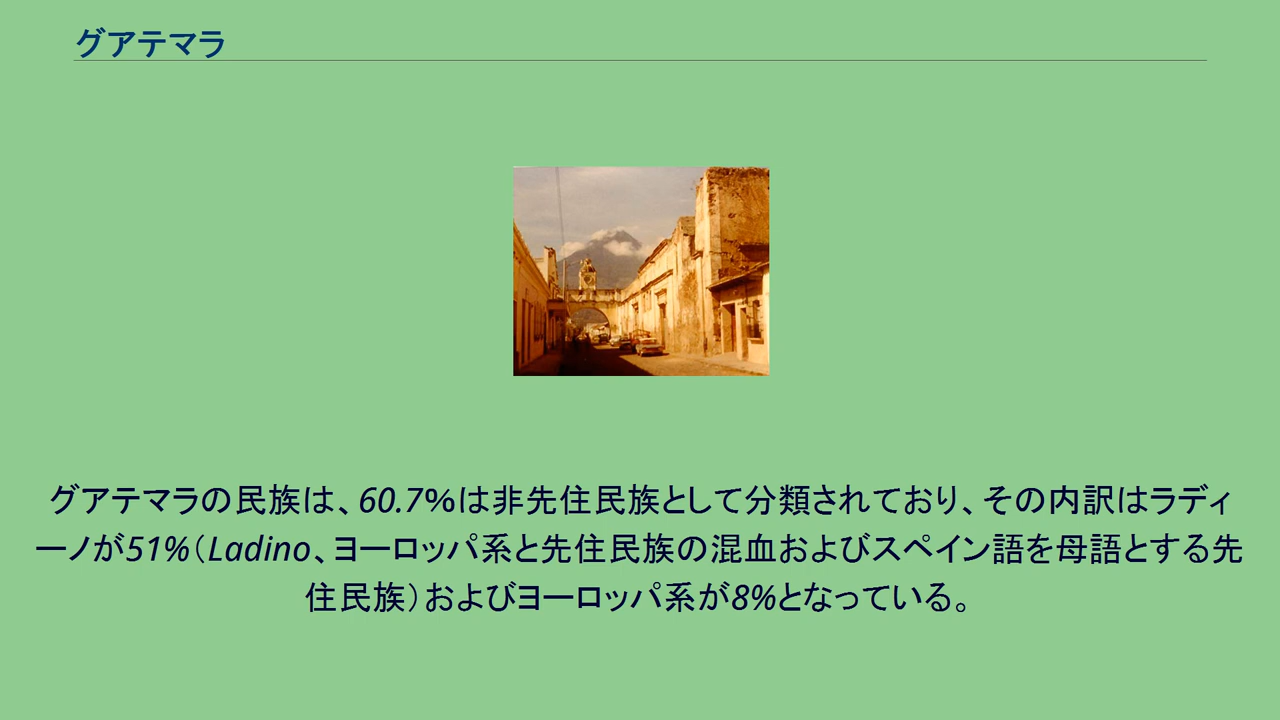 グアテマラ
グアテマラの民族は、60.7%は非先住民族として分類されており、その内訳はラディ
ーノが51%（Ladino、ヨーロッパ系と先住民族の混血およびスペイン語を母語とする先
住民族）およびヨーロッパ系が8%となっている。